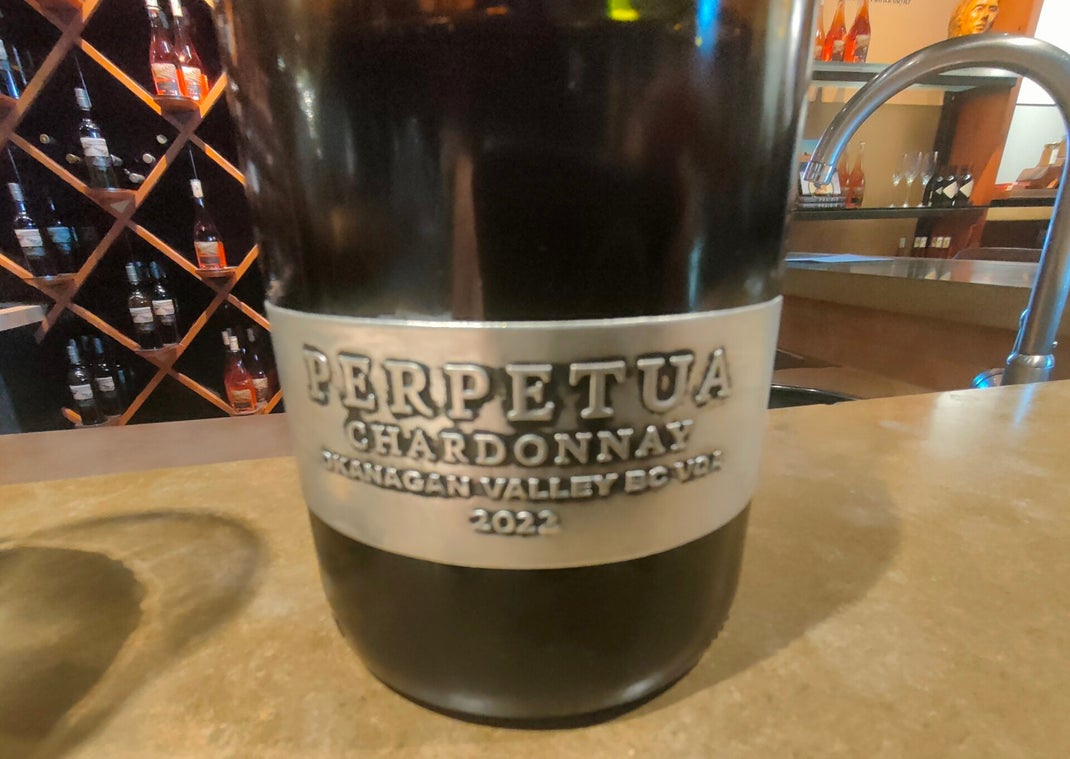 PERPETUA
CHARDONNAY
OKANAGAN VALLEY BC VQA
2022